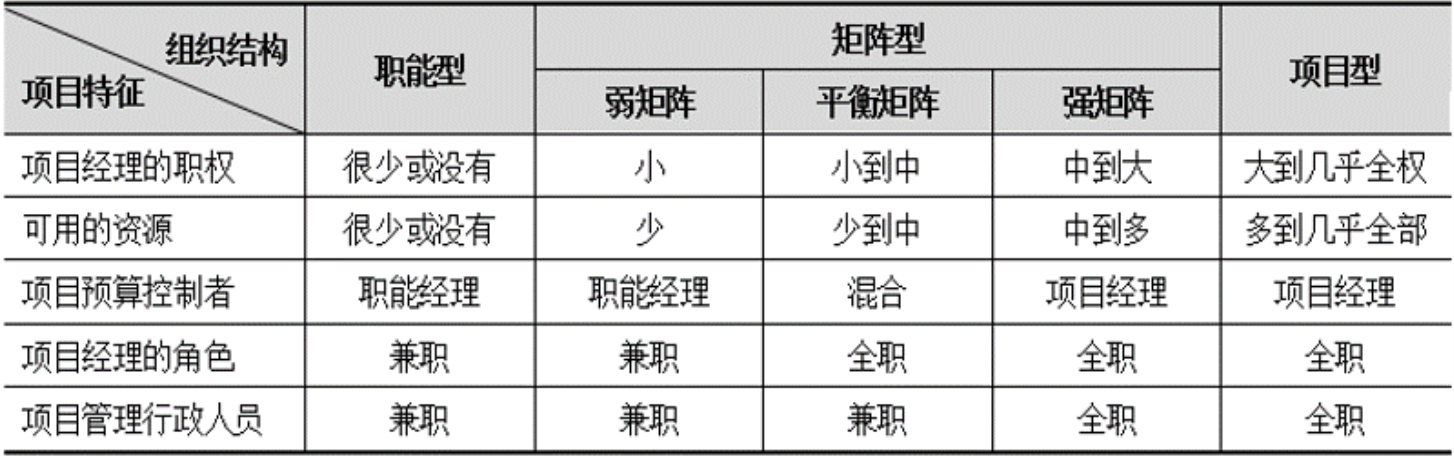 组织结构
项目特征
职能型
矩阵型
项目型
弱矩阵 平衡矩阵 强矩阵
项目经理的职权 很少或没有 小 小到中 中到大 大到几乎全权
可用的资源 很少或没有 少 少到中 中到多 多到几乎全部
项目预算控制者 职能经理 职能经理 混合 项目经理 项目经理
项目经理的角色 兼职 兼职 全职 全职 全职
项目管理行政人员 兼职 兼职 兼职 全职 全职